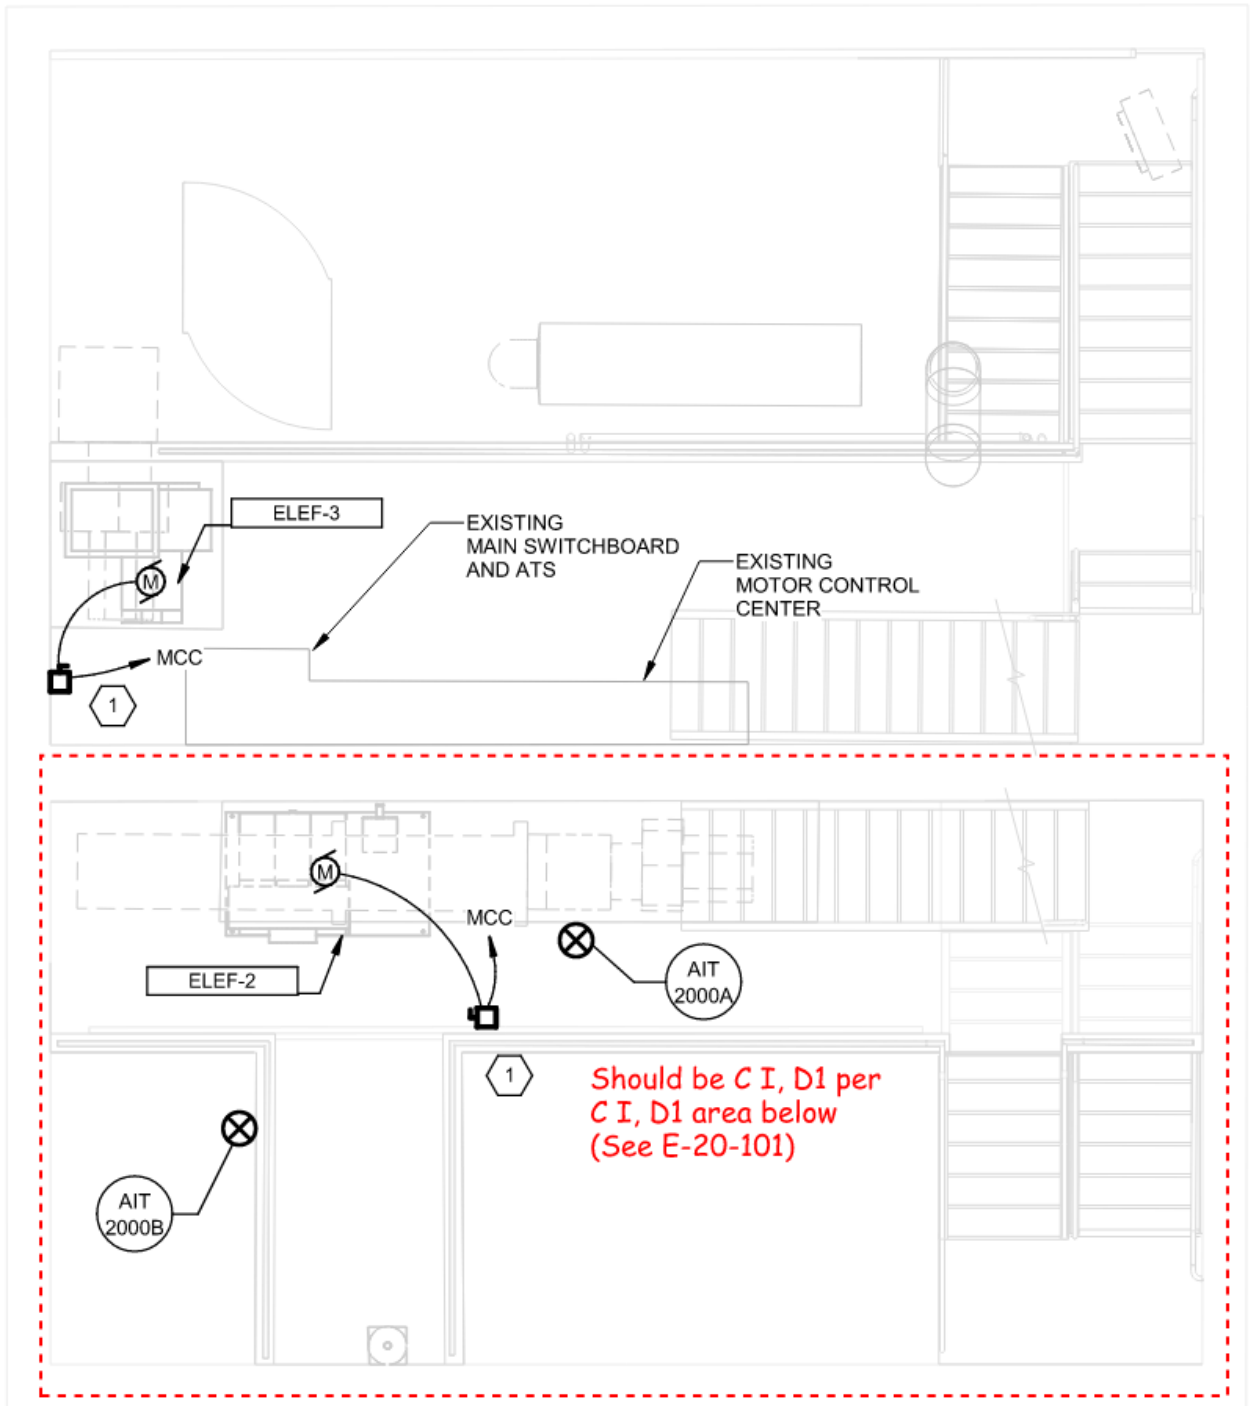 ELEF-3
EXISTING
MAIN SWITCHBOARD
AND ATS
EXISTING
MOTOR CONTROL
CENTER
M
MCC
1
M
MCC
ELEF-2
AIT
2000A
1
Should be C I, D1 per
C I, D1 area below
(See E-20-101)
AIT
2000B